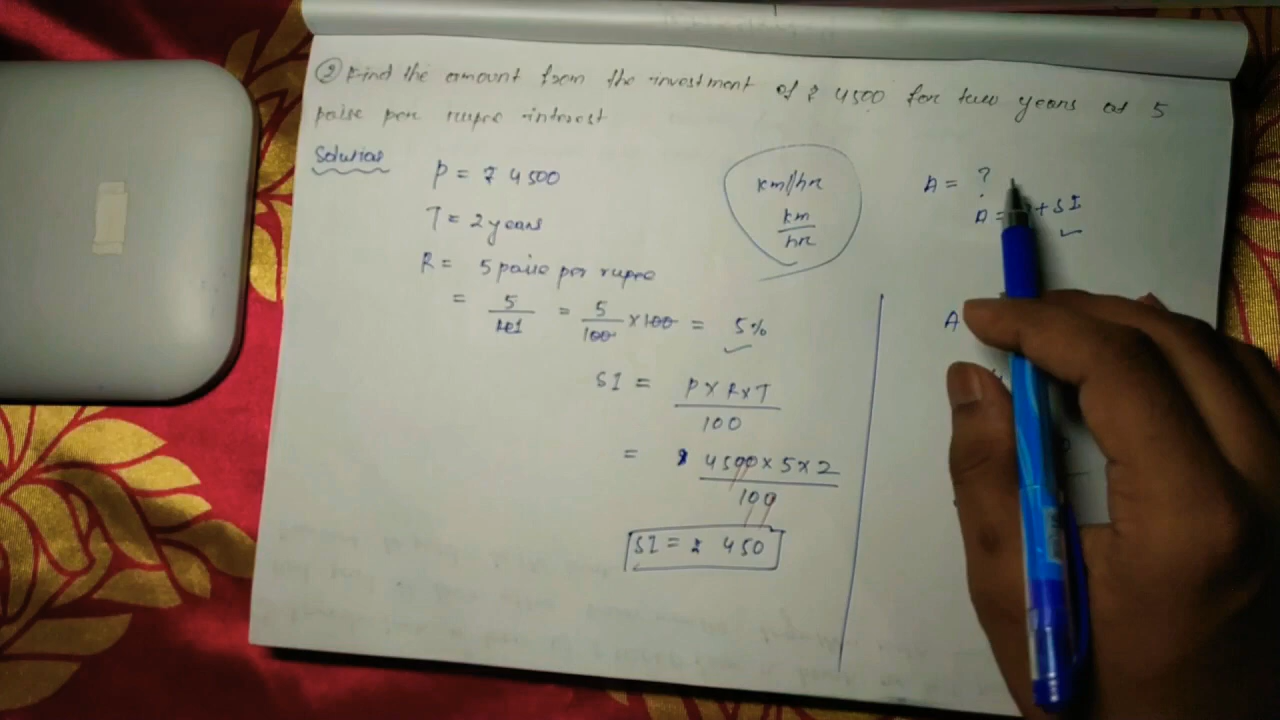 ② Find the amount from the investment of ₹ 4500 for two years at 5
paise per rupee interest
Solution
P = ₹ 4500
T = 2 years
R = 5 paise per rupee
= 5/₹1 = 5/100 × 100 = 5%
SI = P × R × T / 100
= ₹ 4500 × 5 × 2 / 100
SI = ₹ 450
km/hr
km
hr
A = ?
A = + SI
A